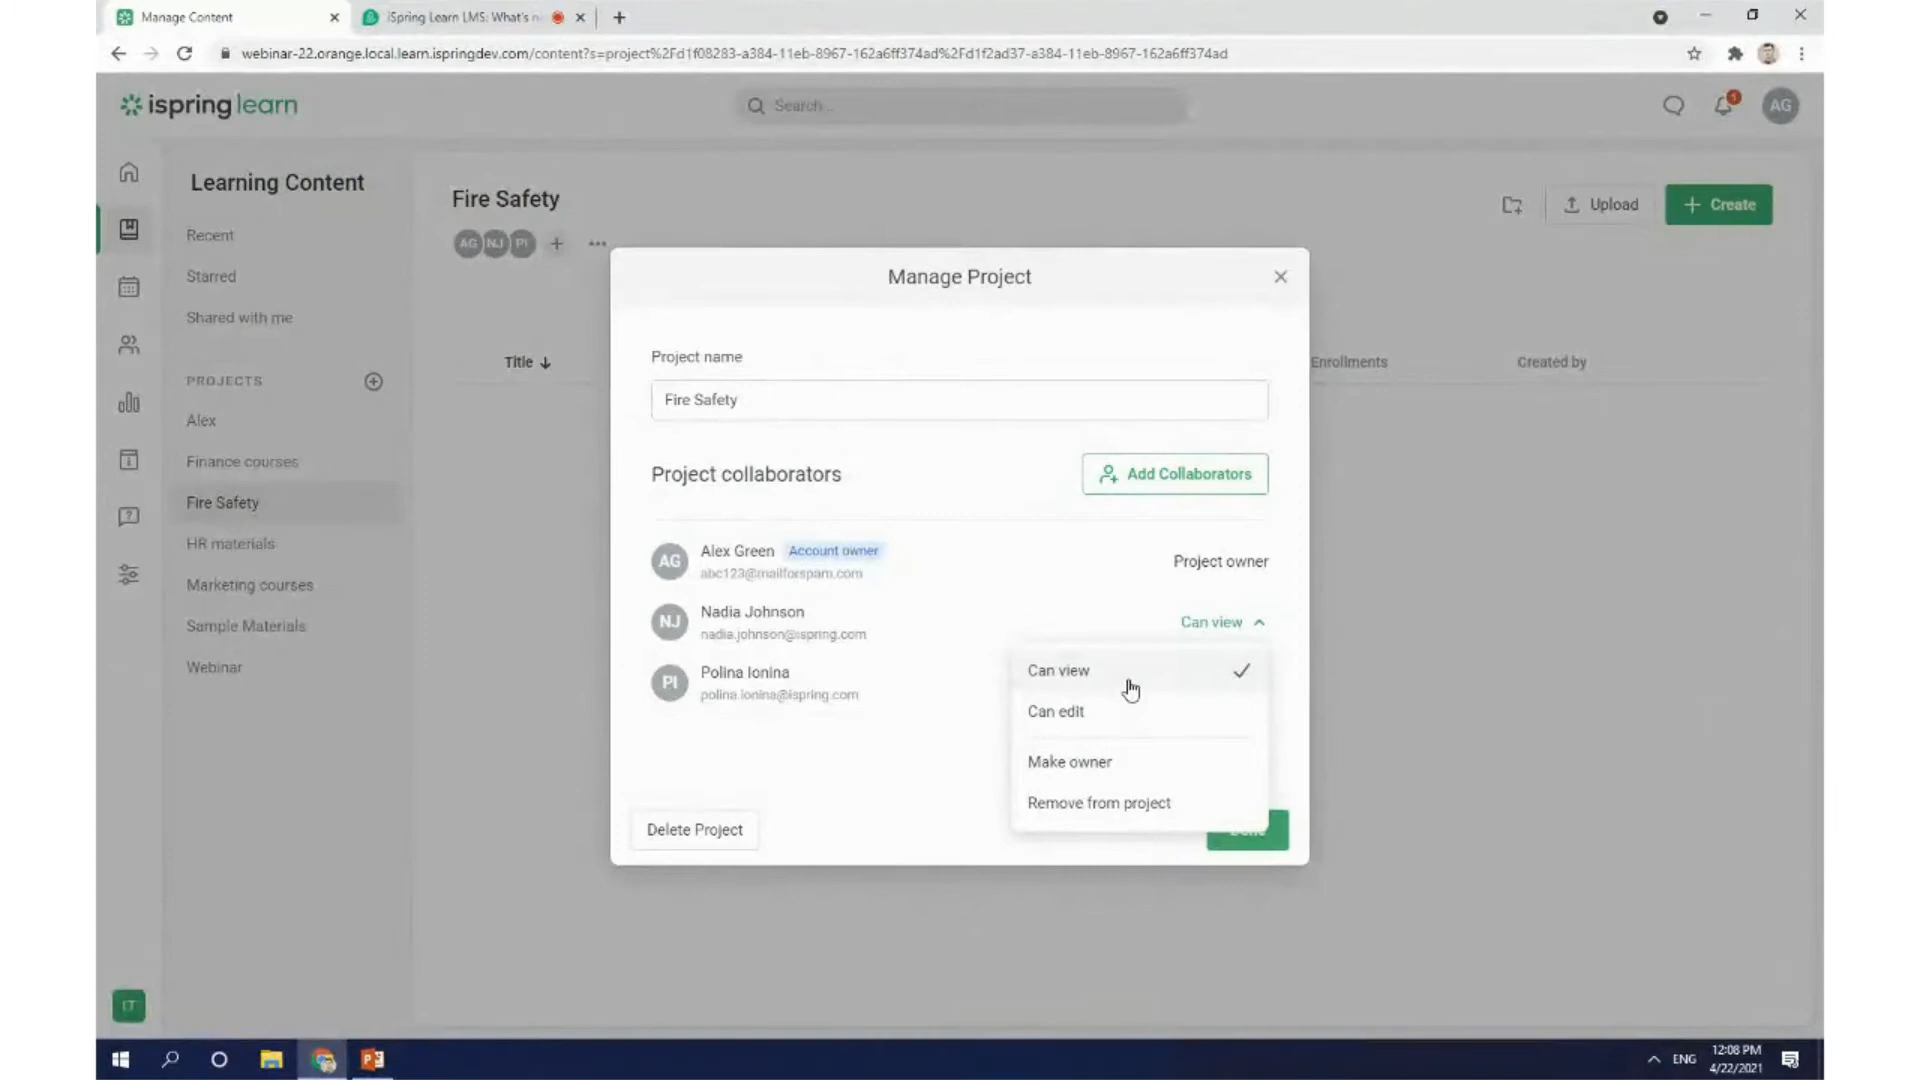 Manage Content
iSpring Learn LMS: What's n
webinar-22.orange.local.learn.ispringdev.com/content?s=project%2Fd1f08283-a384-11eb-8967-162a6ff374ad%2Fd1f2ad37-a384-11eb-8967-162a6ff374ad
ispring learn
Search...
1
AG
Learning Content
Recent
Starred
Shared with me
PROJECTS
Alex
Finance courses
Fire Safety
HR materials
Marketing courses
Sample Materials
Webinar
IT
Fire Safety
AG NJ PI
Upload
Create
Title
Enrollments
Created by
Manage Project
Project name
Fire Safety
Project collaborators
Add Collaborators
AG
Alex Green Account owner
abc123@mailforspam.com
Project owner
NJ
Nadia Johnson
nadia.johnson@ispring.com
Can view
PI
Polina Ionina
polina.ionina@ispring.com
Can view
Can edit
Make owner
Remove from project
Delete Project
Done
ENG
12:08 PM
4/22/2021